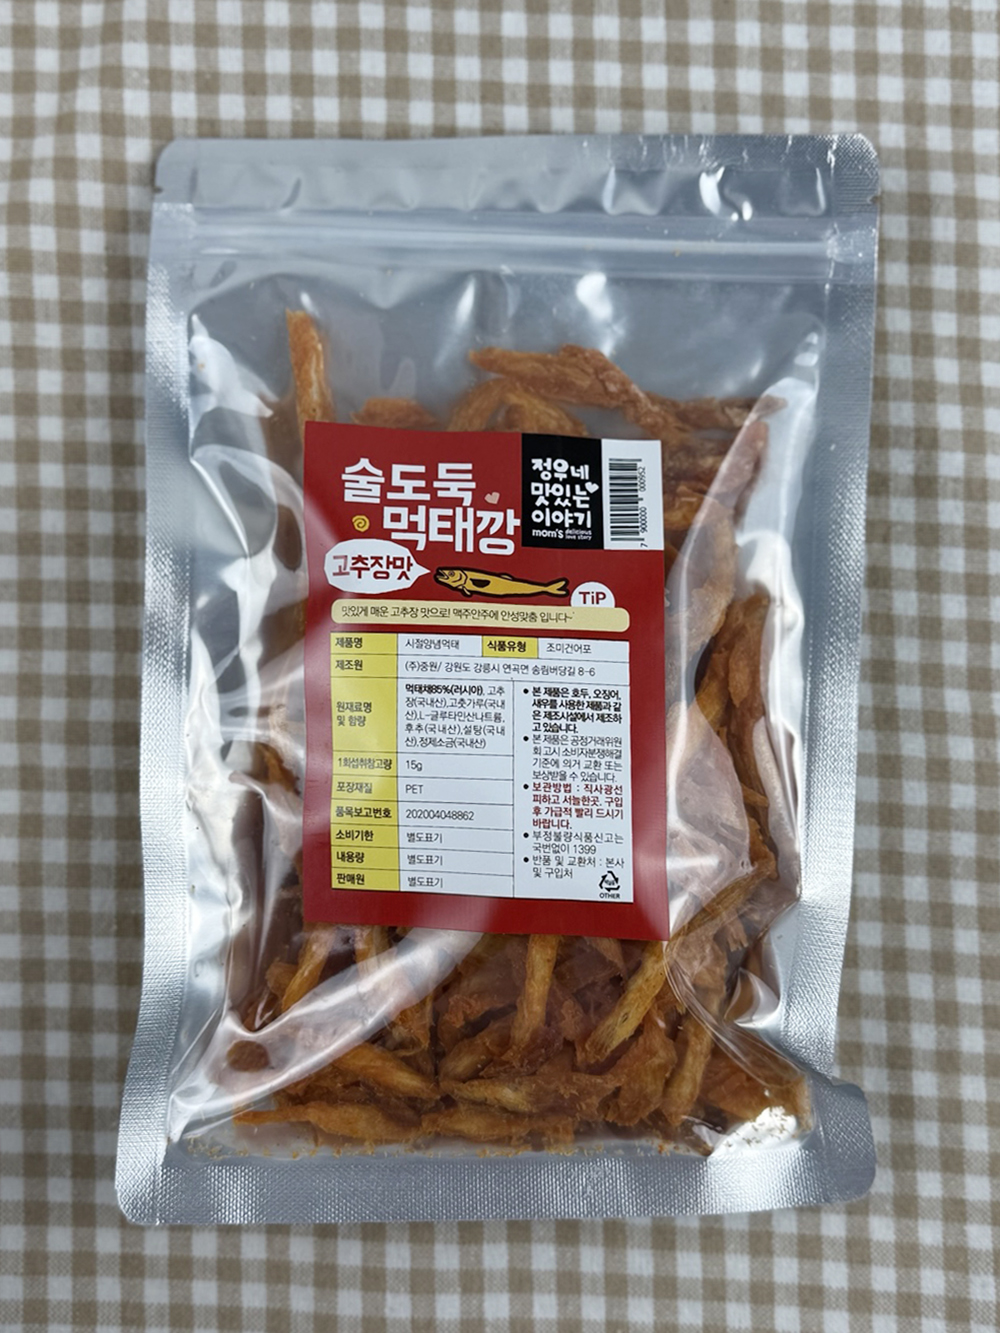 술도둑
먹태깡
정우네
맛있는
이야기
mom's delicious love story
7 900000 000952
고추장맛
TiP
맛있게 매운 고추장 맛으로! 맥주안주에 안성맞춤 입니다~
제품명 시절양념먹태 식품유형 조미건어포
제조원 (주)중원/ 강원도 강릉시 연곡면 송림버당길 8-6
원재료명 및 함량
먹태채85%(러시아), 고추
장(국내산),고춧가루(국내
산),L-글루타민산나트륨,
후추(국내산),설탕(국내
산),정제소금(국내산)
1회섭취참고량 15g
포장재질 PET
품목보고번호 202004048862
소비기한 별도표기
내용량 별도표기
판매원 별도표기
• 본 제품은 호두, 오징어,
새우를 사용한 제품과 같
은 제조시설에서 제조하
고 있습니다.
• 본 제품은 공정거래위원
회 고시 소비자분쟁해결
기준에 의거 교환 또는
보상받을 수 있습니다.
• 보관방법 : 직사광선
피하고 서늘한곳, 구입
후 가급적 빨리 드시기
바랍니다.
• 부정불량식품신고는
국번없이 1399
• 반품 및 교환처 : 본사
및 구입처
OTHER